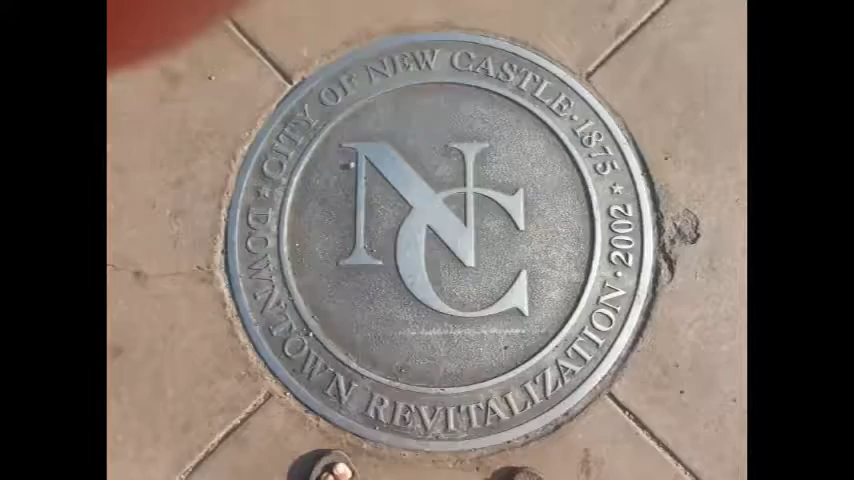 CITY OF NEW CASTLE · 1875
NC
DOWNTOWN REVITALIZATION · 2002